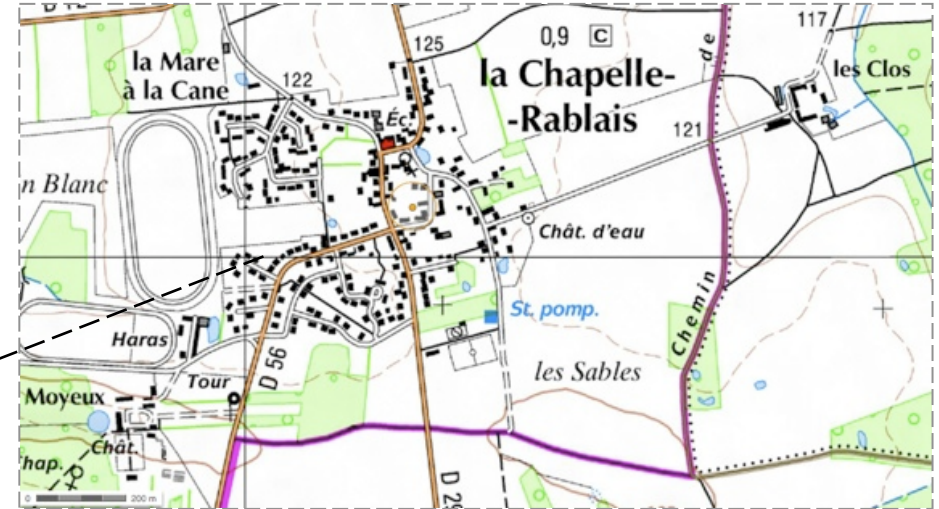 125
117
0,9 C
la Mare
à la Cane
122
la Chapelle-
-Rablais
les Clos
de
Éc.
121
n Blanc
Chât. d'eau
Chemin
St. pomp.
Haras
les Sables
D 56
Tour
Moyeux
Chât.
hap.
0
200 m